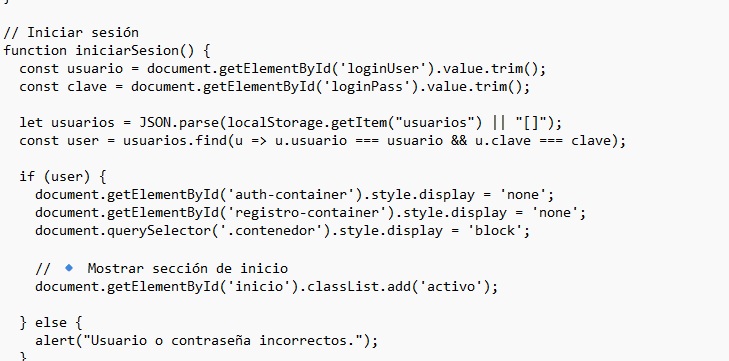 }
// Iniciar sesión
function iniciarSesion() {
  const usuario = document.getElementById('loginUser').value.trim();
  const clave = document.getElementById('loginPass').value.trim();

  let usuarios = JSON.parse(localStorage.getItem("usuarios") || "[]");
  const user = usuarios.find(u => u.usuario === usuario && u.clave === clave);

  if (user) {
    document.getElementById('auth-container').style.display = 'none';
    document.getElementById('registro-container').style.display = 'none';
    document.querySelector('.contenedor').style.display = 'block';

    // 🔹 Mostrar sección de inicio
    document.getElementById('inicio').classList.add('activo');

  } else {
    alert("Usuario o contraseña incorrectos.");
  }